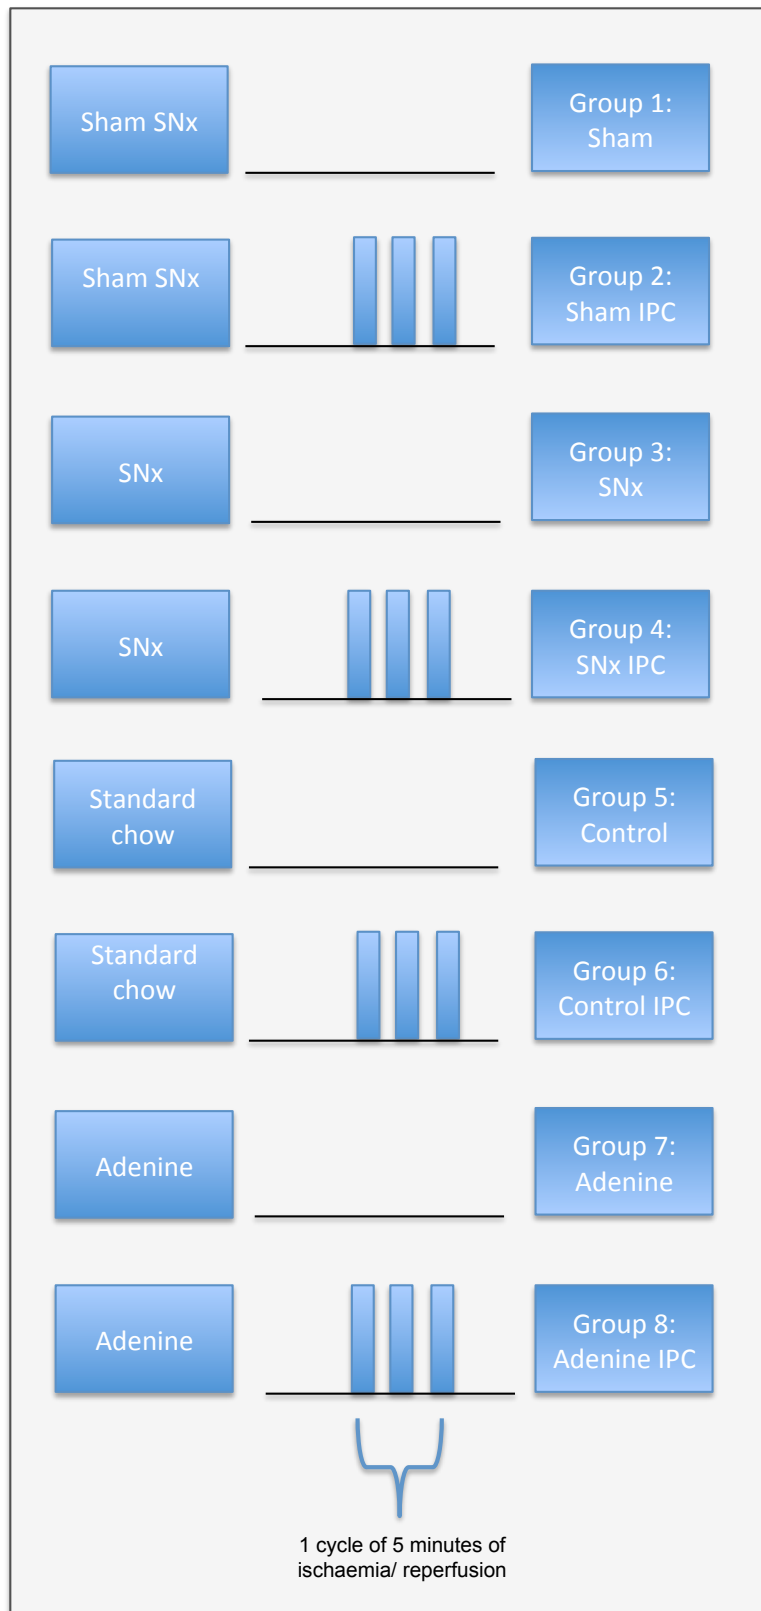 Sham SNx
Group 1:
Sham
Sham SNx
Group 2:
Sham IPC
SNx
Group 3:
SNx
SNx
Group 4:
SNx IPC
Standard
chow
Group 5:
Control
Standard
chow
Group 6:
Control IPC
Adenine
Group 7:
Adenine
Adenine
Group 8:
Adenine IPC
1 cycle of 5 minutes of
ischaemia/ reperfusion